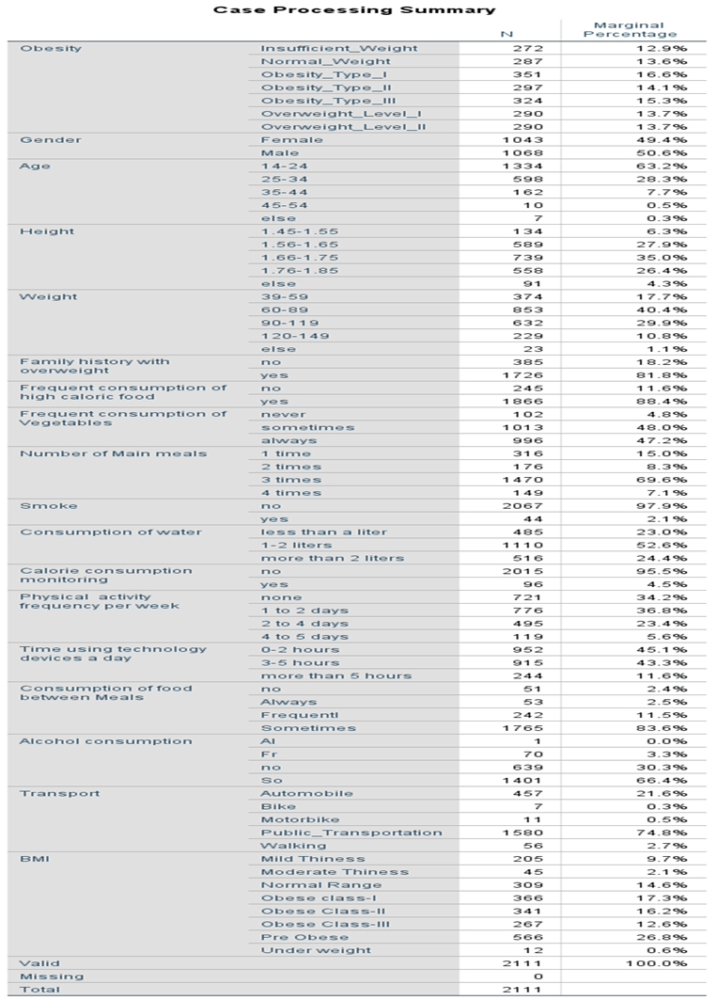 Case Processing Summary
N Marginal Percentage
Obesity Insufficient_Weight 272 12.9%
Normal_Weight 287 13.6%
Obesity_Type_I 351 16.6%
Obesity_Type_II 297 14.1%
Obesity_Type_III 324 15.3%
Overweight_Level_I 290 13.7%
Overweight_Level_II 290 13.7%
Gender Female 1043 49.4%
Male 1068 50.6%
Age 14-24 1334 63.2%
25-34 598 28.3%
35-44 162 7.7%
45-54 10 0.5%
else 7 0.3%
Height 1.45-1.55 134 6.3%
1.56-1.65 589 27.9%
1.66-1.75 739 35.0%
1.76-1.85 558 26.4%
else 91 4.3%
Weight 39-59 374 17.7%
60-89 853 40.4%
90-119 632 29.9%
120-149 229 10.8%
else 23 1.1%
Family history with overweight no 385 18.2%
yes 1726 81.8%
Frequent consumption of high caloric food no 245 11.6%
yes 1866 88.4%
Frequent consumption of Vegetables never 102 4.8%
sometimes 1013 48.0%
always 996 47.2%
Number of Main meals 1 time 316 15.0%
2 times 176 8.3%
3 times 1470 69.6%
4 times 149 7.1%
Smoke no 2067 97.9%
yes 44 2.1%
Consumption of water less than a liter 485 23.0%
1-2 liters 1110 52.6%
more than 2 liters 516 24.4%
Calorie consumption monitoring no 2015 95.5%
yes 96 4.5%
Physical activity frequency per week none 721 34.2%
1 to 2 days 776 36.8%
2 to 4 days 495 23.4%
4 to 5 days 119 5.6%
Time using technology devices a day 0-2 hours 952 45.1%
3-5 hours 915 43.3%
more than 5 hours 244 11.6%
Consumption of food between Meals no 51 2.4%
Always 53 2.5%
Frequentl 242 11.5%
Sometimes 1765 83.6%
Alcohol consumption Al 1 0.0%
Fr 70 3.3%
no 639 30.3%
So 1401 66.4%
Transport Automobile 457 21.6%
Bike 7 0.3%
Motorbike 11 0.5%
Public_Transportation 1580 74.8%
Walking 56 2.7%
BMI Mild Thiness 205 9.7%
Moderate Thiness 45 2.1%
Normal Range 309 14.6%
Obese class-I 366 17.3%
Obese Class-II 341 16.2%
Obese Class-III 267 12.6%
Pre Obese 566 26.8%
Under weight 12 0.6%
Valid 2111 100.0%
Missing 0
Total 2111